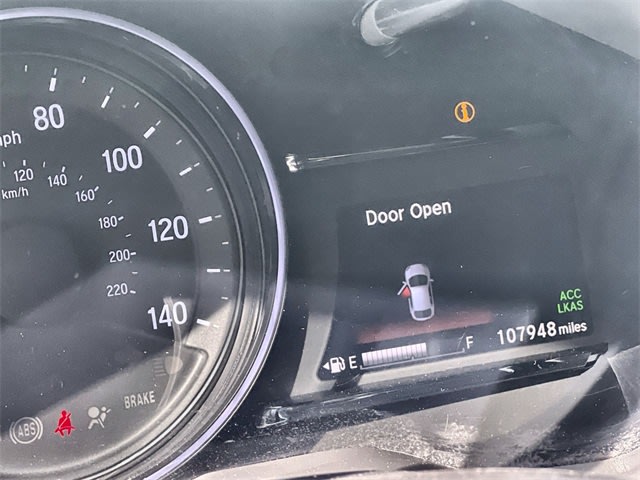 80
mph
100
120 140
km/h
160
Door Open
180
120
200
220
140
ACC
LKAS
107948 miles
E F
BRAKE
ABS